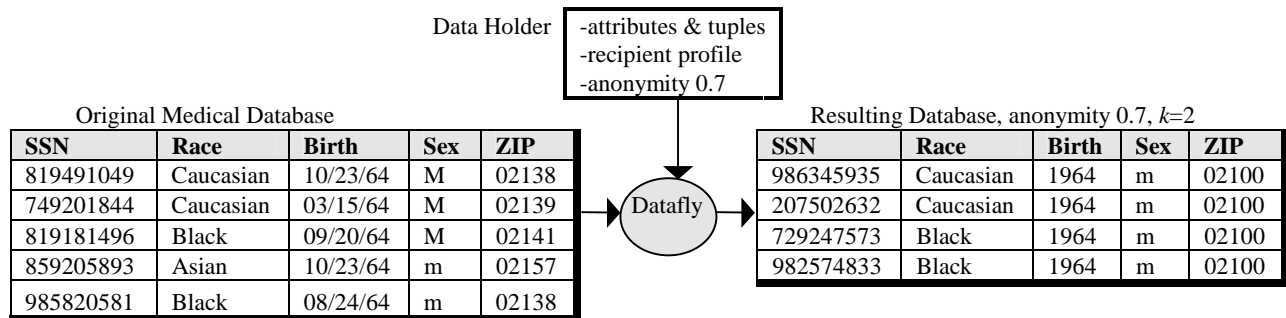 Data Holder
-attributes & tuples
-recipient profile
-anonymity 0.7
Original Medical Database
SSN Race Birth Sex ZIP
819491049 Caucasian 10/23/64 M 02138
749201844 Caucasian 03/15/64 M 02139
819181496 Black 09/20/64 M 02141
859205893 Asian 10/23/64 m 02157
985820581 Black 08/24/64 m 02138
Datafly
Resulting Database, anonymity 0.7, k=2
SSN Race Birth Sex ZIP
986345935 Caucasian 1964 m 02100
207502632 Caucasian 1964 m 02100
729247573 Black 1964 m 02100
982574833 Black 1964 m 02100